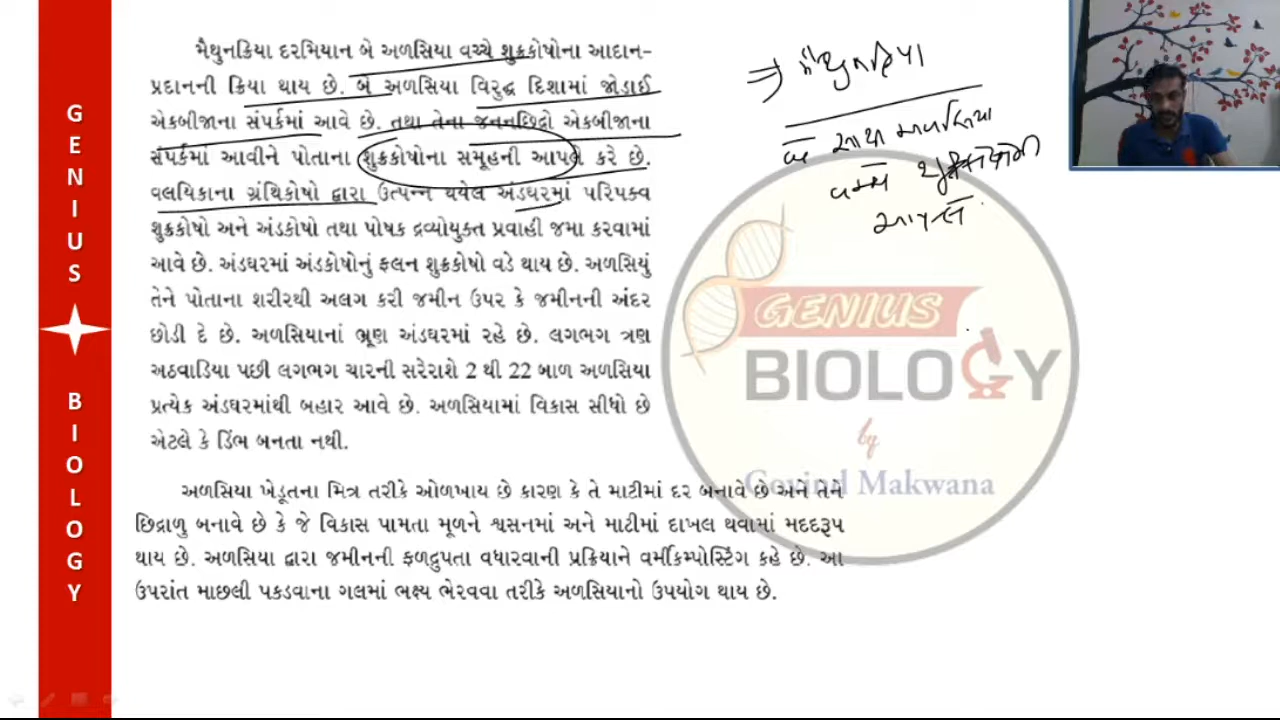 GENIUS
BIOLOGY
મૈથુનક્રિયા દરમિયાન બે અળસિયા વચ્ચે શુક્રકોષોના આદાન-
પ્રદાનની ક્રિયા થાય છે. બે અળસિયા વિરુદ્ધ દિશામાં જોડાઈ
એકબીજાના સંપર્કમાં આવે છે. તથા તેના જનનછિદ્રો એકબીજાના
સંપર્કમાં આવીને પોતાના શુક્રકોષોના સમૂહની આપલે કરે છે.
વલયિકાના ગ્રંથિકોષો દ્વારા ઉત્પન્ન થયેલ અંડઘરમાં પરિપક્વ
શુક્રકોષો અને અંડકોષો તથા પોષક દ્રવ્યોયુક્ત પ્રવાહી જમા કરવામાં
આવે છે. અંડઘરમાં અંડકોષોનું ફલન શુક્રકોષો વડે થાય છે. અળસિયું
તેને પોતાના શરીરથી અલગ કરી જમીન ઉપર કે જમીનની અંદર
છોડી દે છે. અળસિયાનાં ભ્રૂણ અંડઘરમાં રહે છે. લગભગ ત્રણ
અઠવાડિયા પછી લગભગ ચારની સરેરાશે 2 થી 22 બાળ અળસિયા
પ્રત્યેક અંડઘરમાંથી બહાર આવે છે. અળસિયામાં વિકાસ સીધો છે
એટલે કે ડિંભ બનતા નથી.
અળસિયા ખેડૂતના મિત્ર તરીકે ઓળખાય છે કારણ કે તે માટીમાં દર બનાવે છે અને તેને
છિદ્રાળુ બનાવે છે કે જે વિકાસ પામતા મૂળને શ્વસનમાં અને માટીમાં દાખલ થવામાં મદદરૂપ
થાય છે. અળસિયા દ્વારા જમીનની ફળદ્રુપતા વધારવાની પ્રક્રિયાને વર્મીકમ્પોસ્ટિંગ કહે છે. આ
ઉપરાંત માછલી પકડવાના ગલમાં ભક્ષ્ય ભેરવવા તરીકે અળસિયાનો ઉપયોગ થાય છે.
⇒ મૈથુનક્રિયા
GENIUS
BIOLOGY
by
Govind Makwana